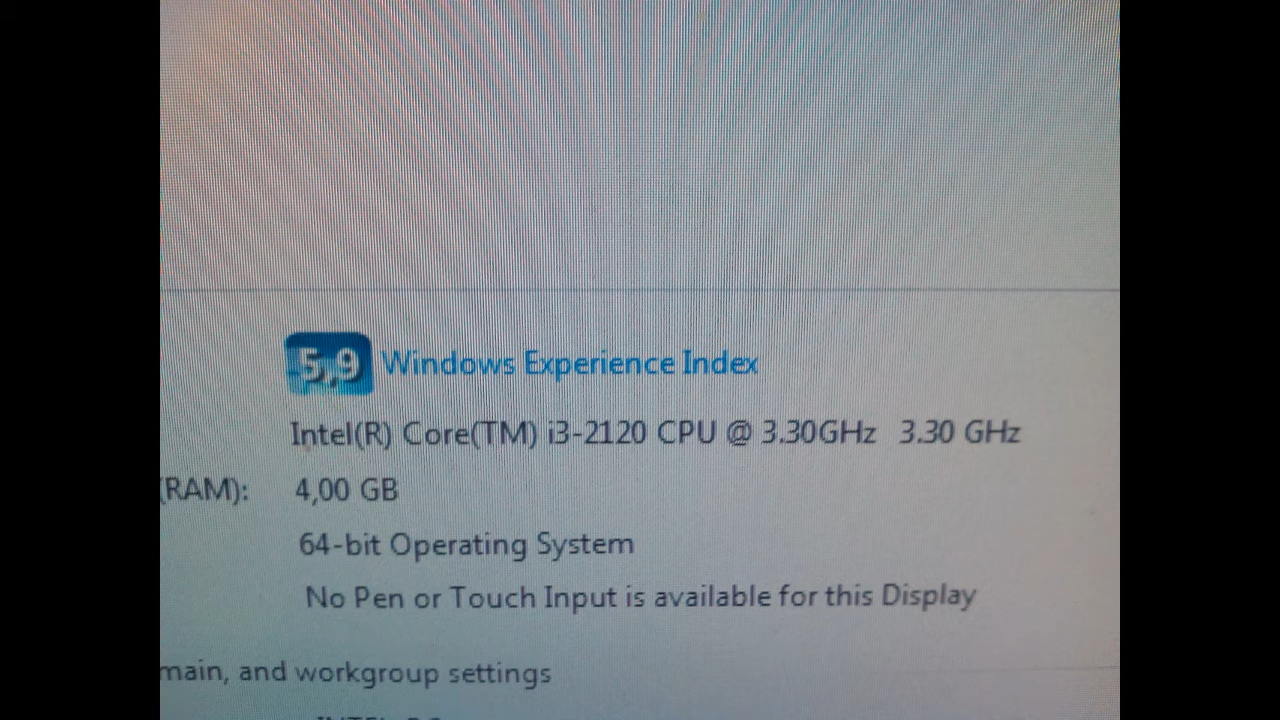 5,9 Windows Experience Index
Intel(R) Core(TM) i3-2120 CPU @ 3.30GHz 3.30 GHz
(RAM): 4,00 GB
64-bit Operating System
No Pen or Touch Input is available for this Display
main, and workgroup settings